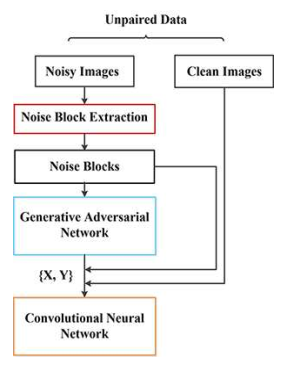 Unpaired Data
Noisy Images
Clean Images
Noise Block Extraction
Noise Blocks
Generative Adversarial
Network
{X, Y}
Convolutional Neural
Network